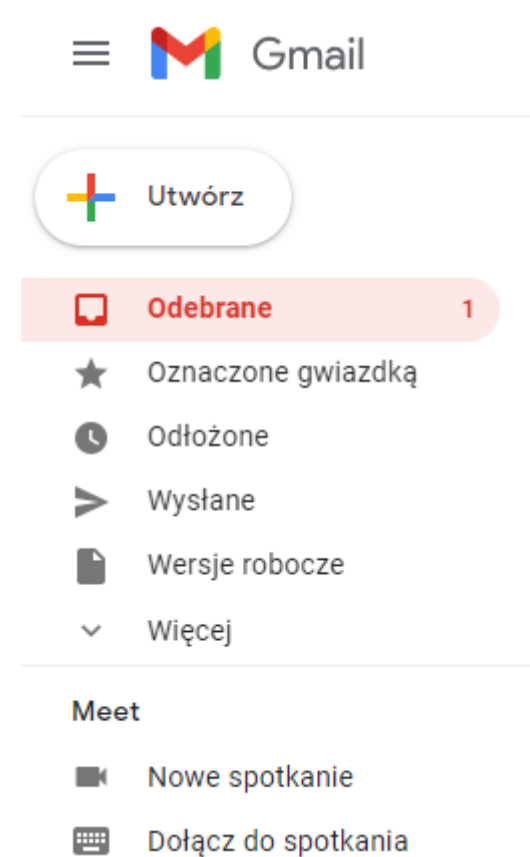 Gmail
Utwórz
Odebrane 1
Oznaczone gwiazdką
Odłożone
Wysłane
Wersje robocze
Więcej
Meet
Nowe spotkanie
Dołącz do spotkania